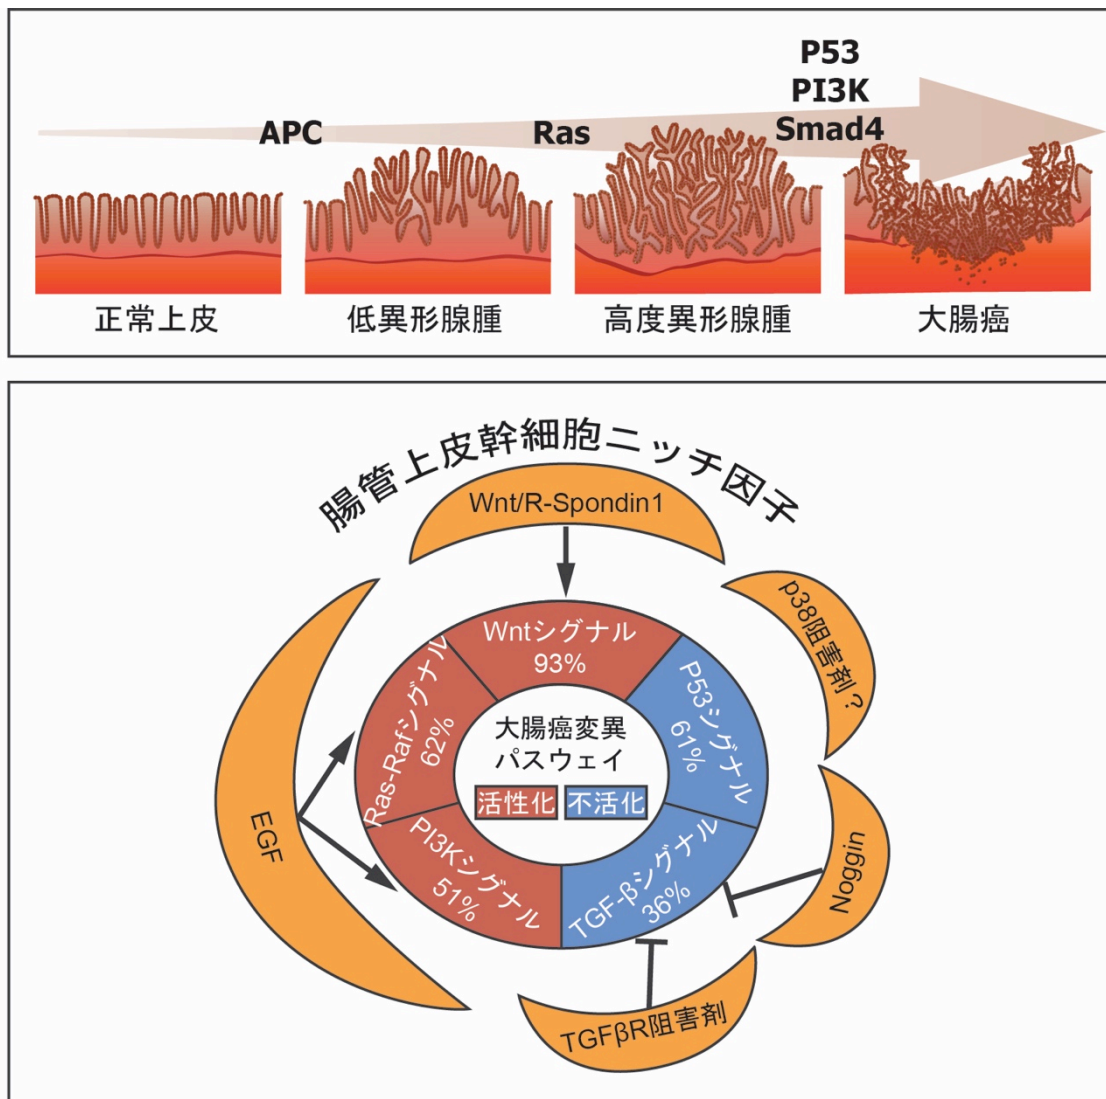 P53
PI3K
APC
Ras
Smad4
正常上皮
低異形腺腫
高度異形腺腫
大腸癌
腸管上皮幹細胞ニッチ因子
Wnt/R-Spondin1
p38阻害剤？
Wntシグナル
93%
P53シグナル
61%
Ras-Rafシグナル
62%
大腸癌変異
パスウェイ
活性化
不活化
EGF
PI3Kシグナル
51%
TGF-βシグナル
36%
Noggin
TGFβR阻害剤